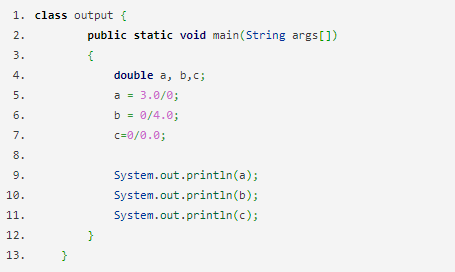 1. class output {
2. public static void main(String args[])
3. {
4. double a, b,c;
5. a = 3.0/0;
6. b = 0/4.0;
7. c=0/0.0;
8.
9. System.out.println(a);
10. System.out.println(b);
11. System.out.println(c);
12. }
13. }